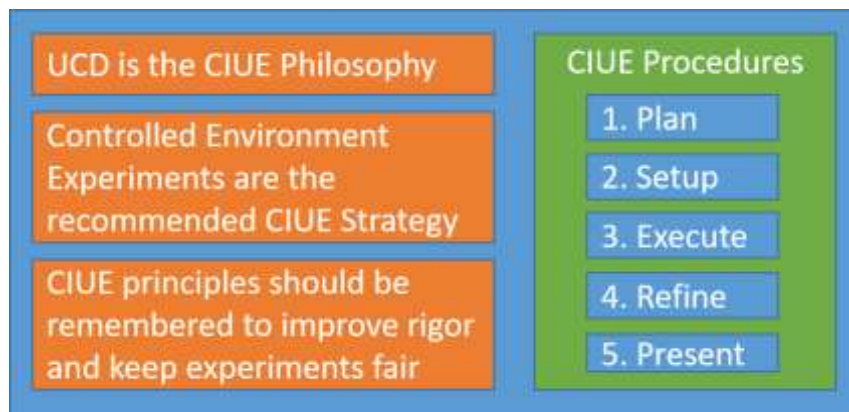 UCD is the CIUE Philosophy
Controlled Environment
Experiments are the
recommended CIUE Strategy
CIUE principles should be
remembered to improve rigor
and keep experiments fair
CIUE Procedures
1. Plan
2. Setup
3. Execute
4. Refine
5. Present